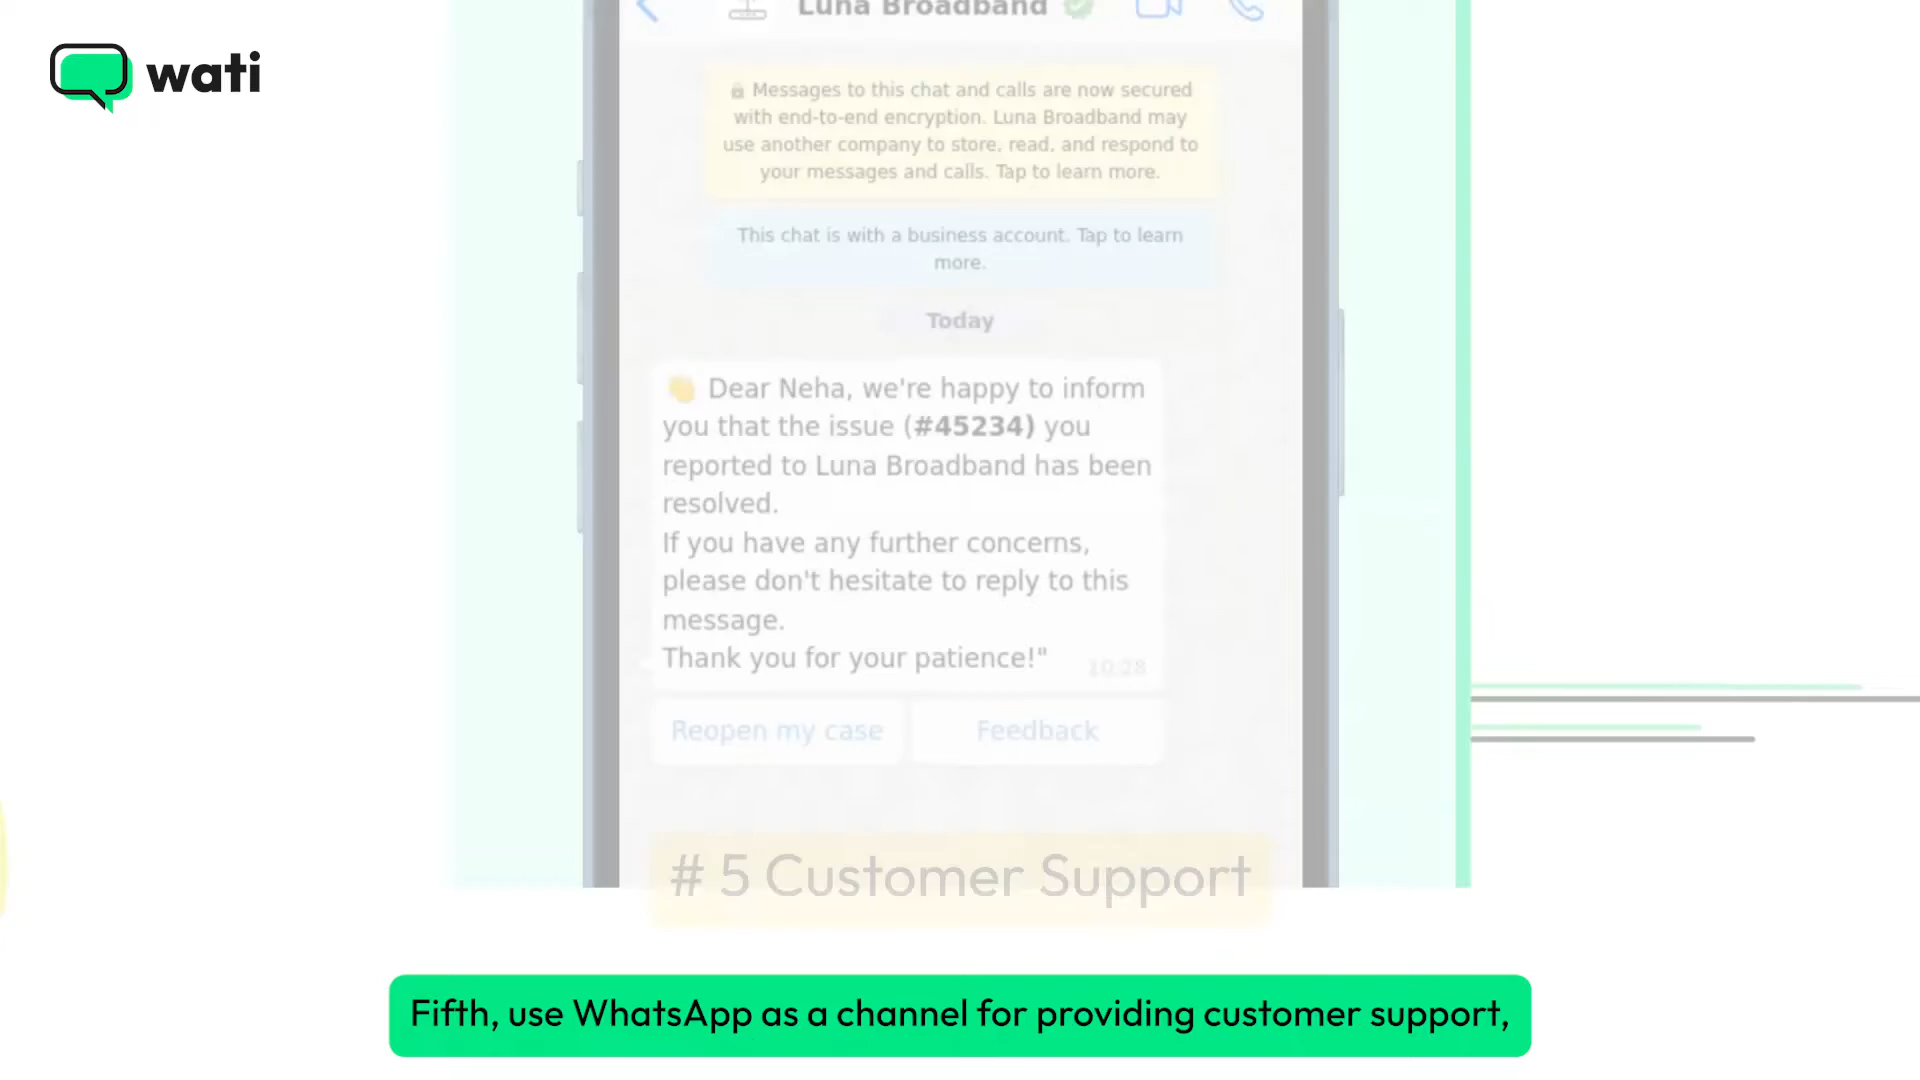 wati
Luna Broadband
Messages to this chat and calls are now secured
with end-to-end encryption. Luna Broadband may
use another company to store, read, and respond to
your messages and calls. Tap to learn more.
This chat is with a business account. Tap to learn
more.
Today
👋 Dear Neha, we're happy to inform
you that the issue (#45234) you
reported to Luna Broadband has been
resolved.
If you have any further concerns,
please don't hesitate to reply to this
message.
Thank you for your patience!"
10:28
Reopen my case
Feedback
# 5 Customer Support
Fifth, use WhatsApp as a channel for providing customer support,